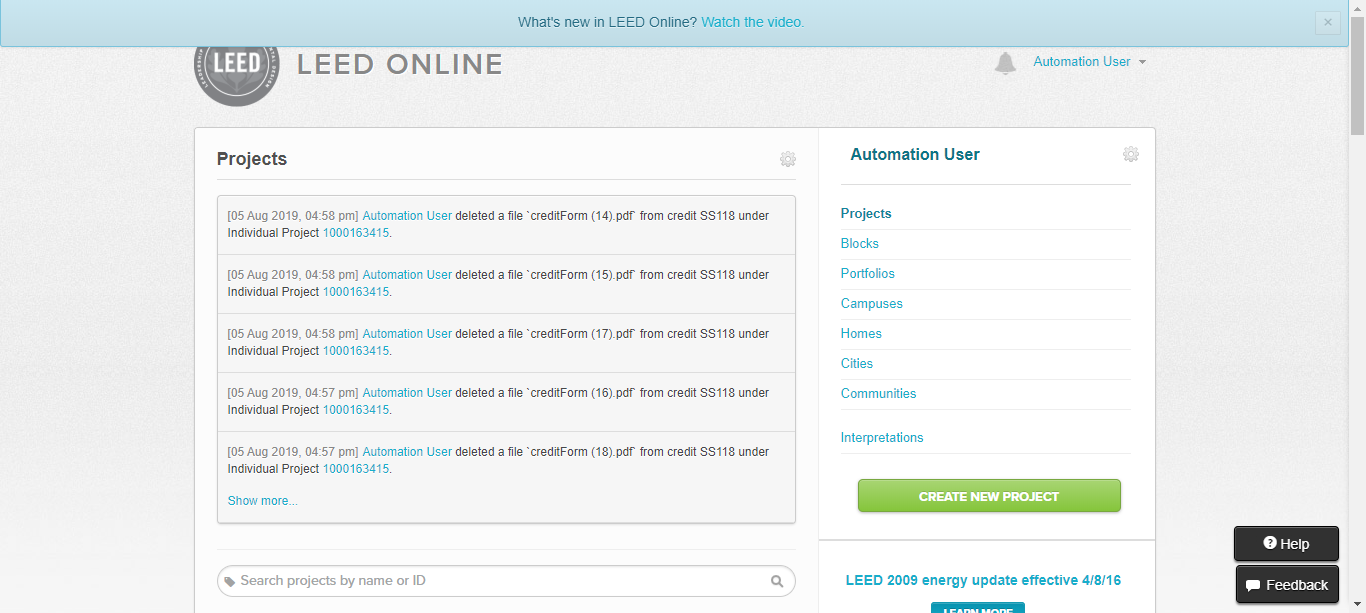 What's new in LEED Online? Watch the video.
×
LEED
LEED ONLINE
Automation User
Projects
[05 Aug 2019, 04:58 pm] Automation User deleted a file `creditForm (14).pdf` from credit SS118 under
Individual Project 1000163415.
[05 Aug 2019, 04:58 pm] Automation User deleted a file `creditForm (15).pdf` from credit SS118 under
Individual Project 1000163415.
[05 Aug 2019, 04:58 pm] Automation User deleted a file `creditForm (17).pdf` from credit SS118 under
Individual Project 1000163415.
[05 Aug 2019, 04:57 pm] Automation User deleted a file `creditForm (16).pdf` from credit SS118 under
Individual Project 1000163415.
[05 Aug 2019, 04:57 pm] Automation User deleted a file `creditForm (18).pdf` from credit SS118 under
Individual Project 1000163415.
Show more...
Search projects by name or ID
Automation User
Projects
Blocks
Portfolios
Campuses
Homes
Cities
Communities
Interpretations
CREATE NEW PROJECT
LEED 2009 energy update effective 4/8/16
LEARN MORE
Help
Feedback